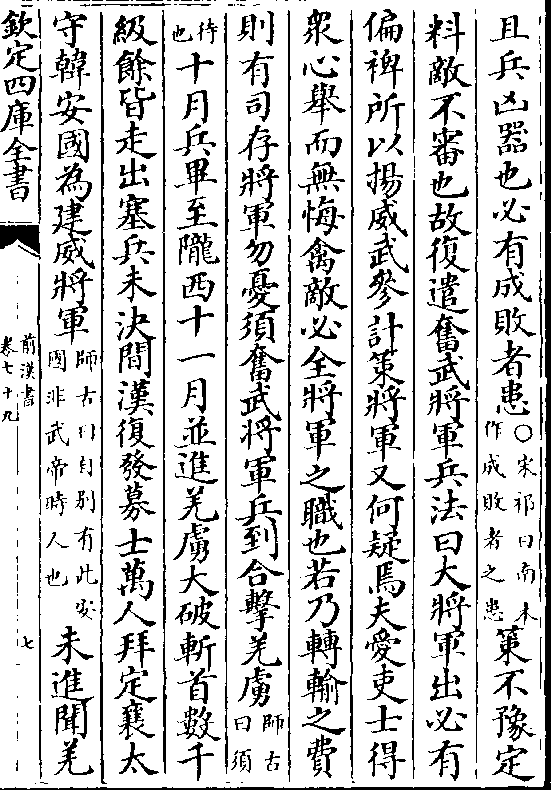 且兵凶器也必有成敗者患○宋祁曰南本作成敗者之患策不豫定
料敵不審也故復遣奮武將軍兵法曰大將軍出必有
偏裨所以揚威武參計策將軍又何疑焉夫愛吏士得
衆心舉而無悔禽敵必全將軍之職也若乃轉輸之費
則有司存將軍勿憂須奮武將軍兵到合擊羌虜師古曰須
待也十月兵畢至隴西十一月並進羌虜大破斬首數千
級餘皆走出塞兵未決間漢復發募士萬人拜定襄太
守韓安國為建威將軍師古曰自別有此安國非武帝時人也未進聞羌
欽定四庫全書
前漢書
卷七十九
七